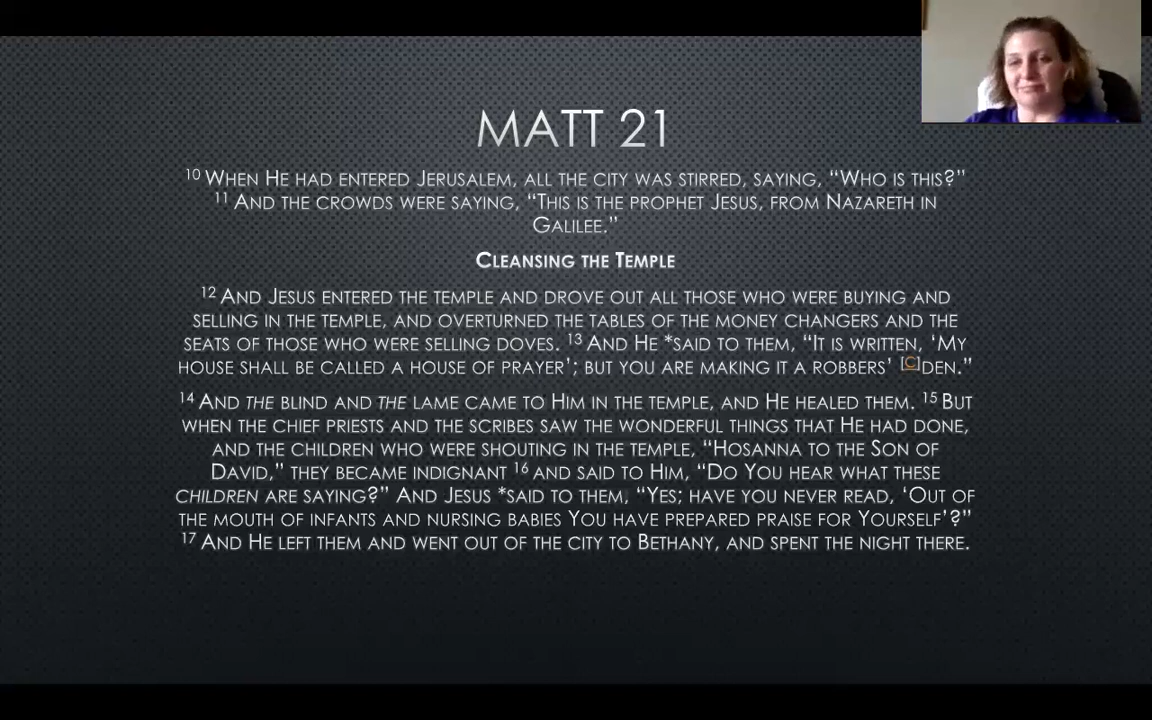 MATT 21
10 WHEN HE HAD ENTERED JERUSALEM, ALL THE CITY WAS STIRRED, SAYING, “WHO IS THIS?”
11 AND THE CROWDS WERE SAYING, “THIS IS THE PROPHET JESUS, FROM NAZARETH IN
GALILEE.”
CLEANSING THE TEMPLE
12 AND JESUS ENTERED THE TEMPLE AND DROVE OUT ALL THOSE WHO WERE BUYING AND
SELLING IN THE TEMPLE, AND OVERTURNED THE TABLES OF THE MONEY CHANGERS AND THE
SEATS OF THOSE WHO WERE SELLING DOVES. 13 AND HE *SAID TO THEM, “IT IS WRITTEN, ‘MY
HOUSE SHALL BE CALLED A HOUSE OF PRAYER’; BUT YOU ARE MAKING IT A ROBBERS’ [C]DEN.”
14 AND THE BLIND AND THE LAME CAME TO HIM IN THE TEMPLE, AND HE HEALED THEM. 15 BUT
WHEN THE CHIEF PRIESTS AND THE SCRIBES SAW THE WONDERFUL THINGS THAT HE HAD DONE,
AND THE CHILDREN WHO WERE SHOUTING IN THE TEMPLE, “HOSANNA TO THE SON OF
DAVID,” THEY BECAME INDIGNANT 16 AND SAID TO HIM, “DO YOU HEAR WHAT THESE
CHILDREN ARE SAYING?” AND JESUS *SAID TO THEM, “YES; HAVE YOU NEVER READ, ‘OUT OF
THE MOUTH OF INFANTS AND NURSING BABIES YOU HAVE PREPARED PRAISE FOR YOURSELF’?”
17 AND HE LEFT THEM AND WENT OUT OF THE CITY TO BETHANY, AND SPENT THE NIGHT THERE.